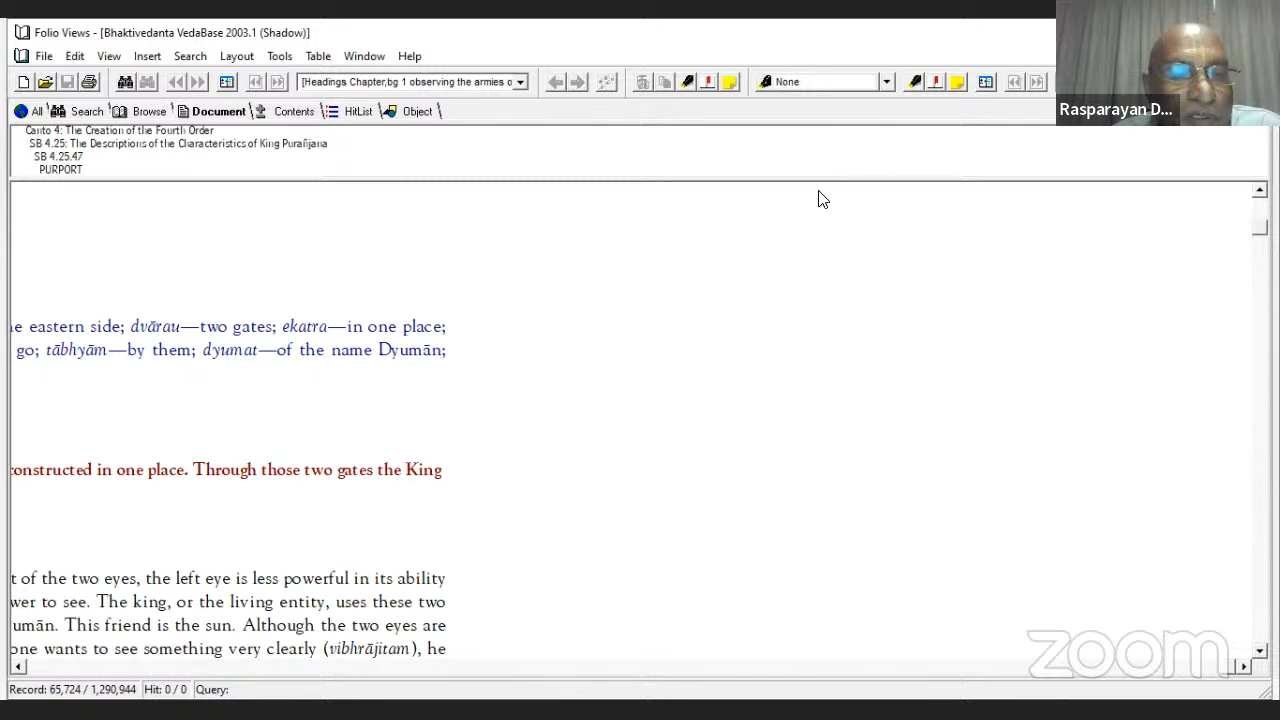 Folio Views - [Bhaktivedanta VedaBase 2003.1 (Shadow)]
File Edit View Insert Search Layout Tools Table Window Help
[Headings Chapter,bg 1 observing the armies o
None
All Search Browse Document Contents HitList Object
Rasparayan D...
Canto 4: The Creation of the Fourth Order
SB 4.25: The Descriptions of the Characteristics of King Purañjana
SB 4.25.47
PURPORT
eastern side; dvārau—two gates; ekatra—in one place;
go; tābhyām—by them; dyumat—of the name Dyumān;
constructed in one place. Through those two gates the King
t of the two eyes, the left eye is less powerful in its ability
wer to see. The king, or the living entity, uses these two
umān. This friend is the sun. Although the two eyes are
one wants to see something very clearly (vibhrājitam), he
zoom
Record: 65,724 / 1,290,944 Hit: 0 / 0 Query: